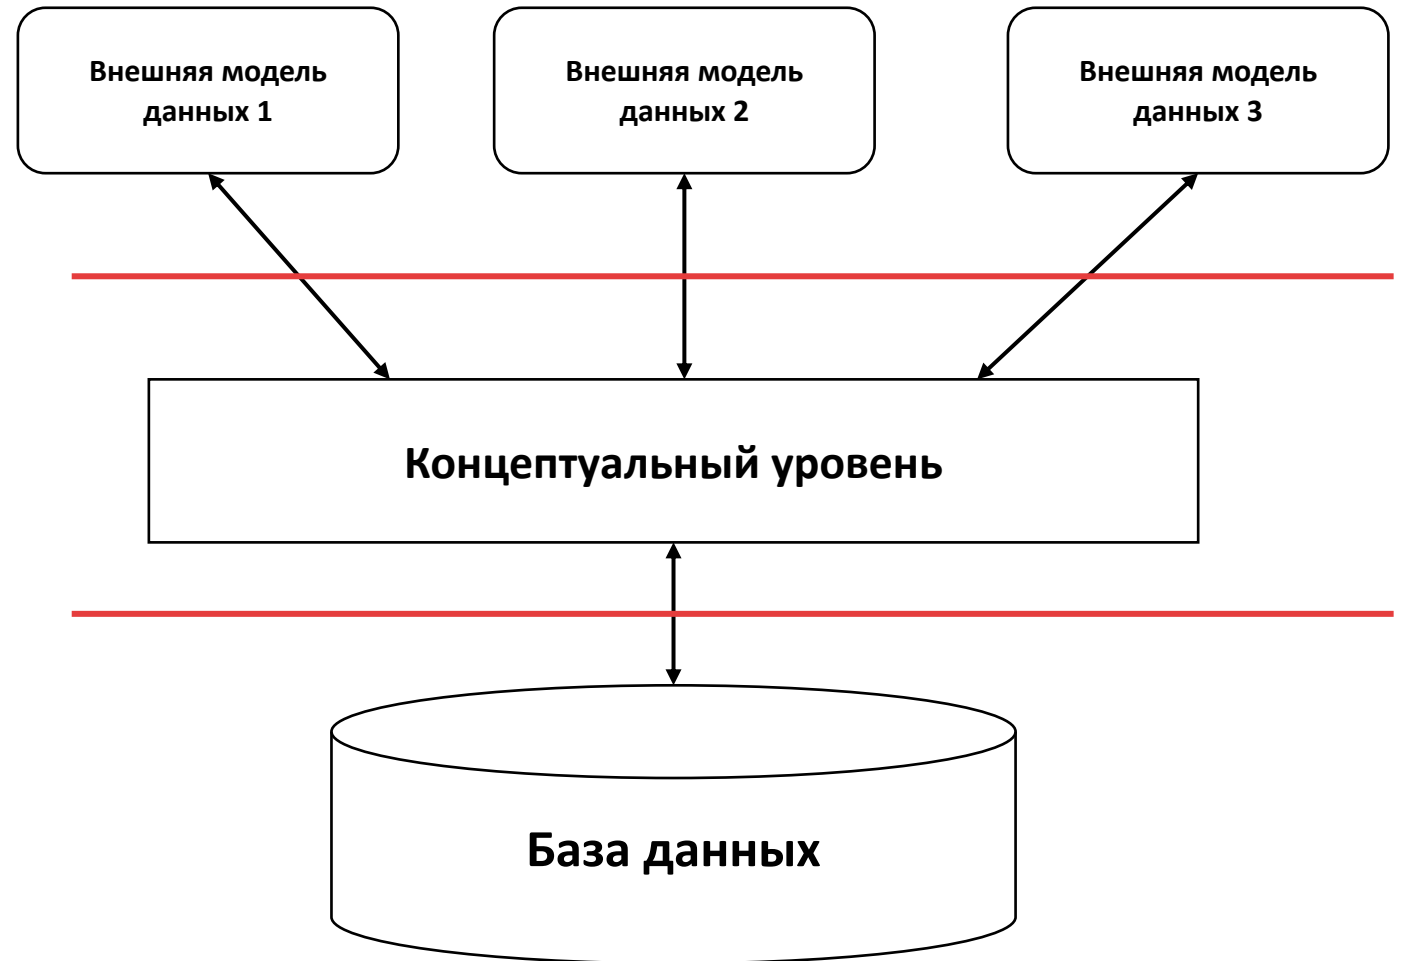 Внешняя модель
данных 1
Внешняя модель
данных 2
Внешняя модель
данных 3
Концептуальный уровень
База данных